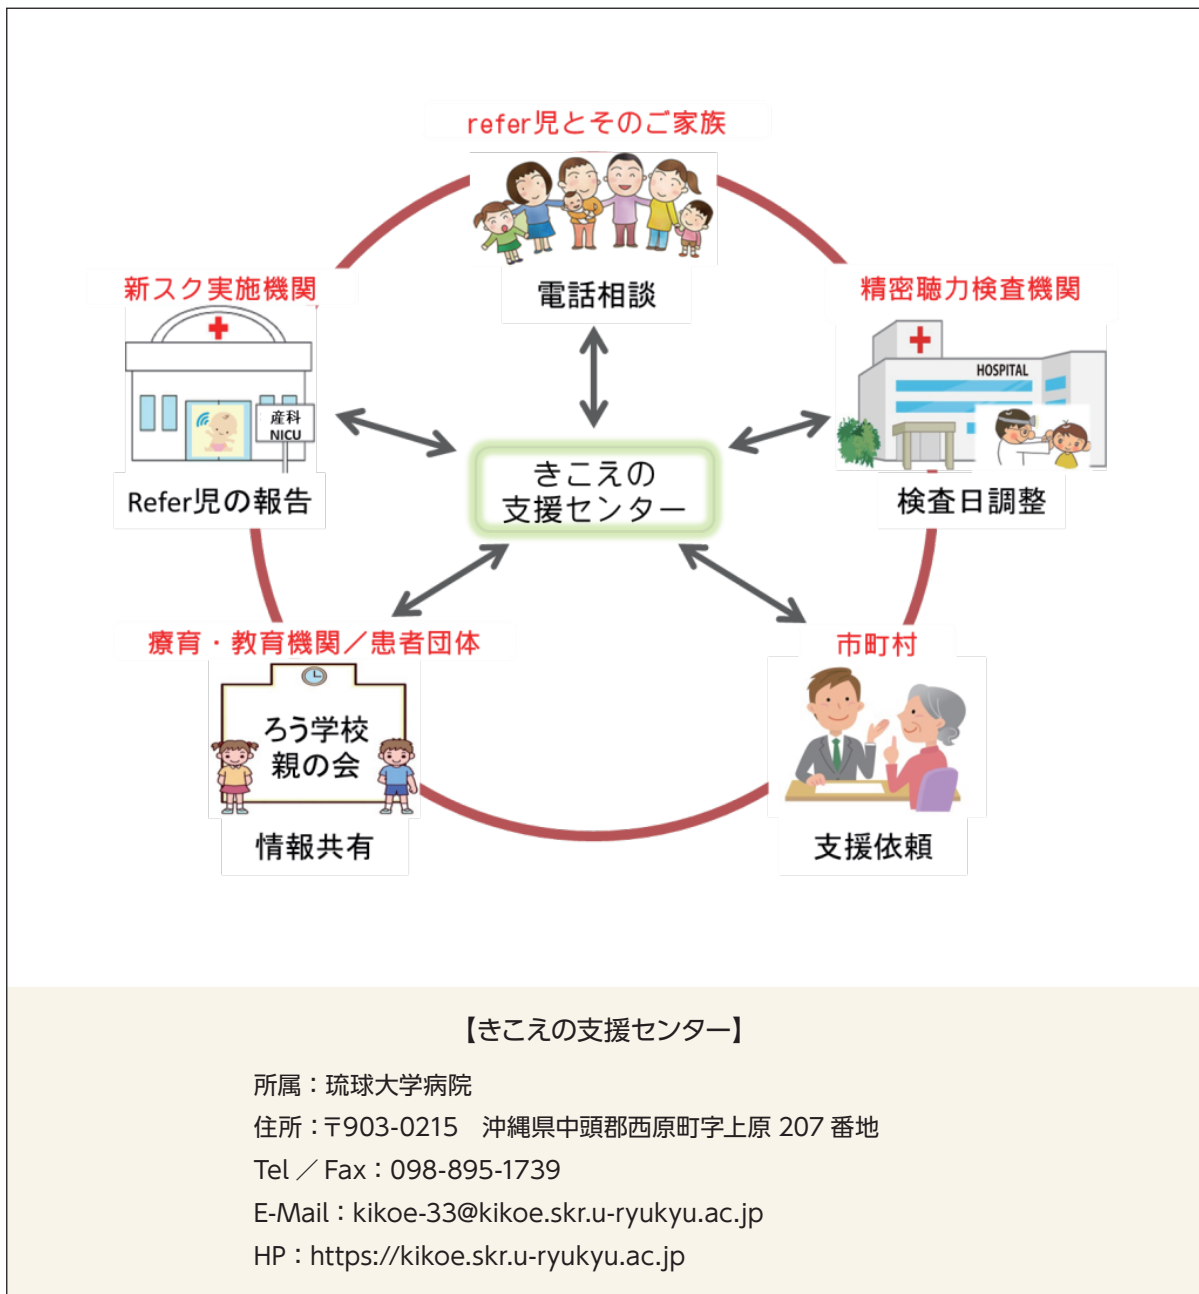 refer児とそのご家族
電話相談
新スク実施機関
産科
NICU
Refer児の報告
精密聴力検査機関
HOSPITAL
検査日調整
きこえの
支援センター
療育・教育機関／患者団体
ろう学校
親の会
情報共有
市町村
支援依頼
【きこえの支援センター】
所属：琉球大学病院
住所：〒903-0215　沖縄県中頭郡西原町字上原 207 番地
Tel ／ Fax：098-895-1739
E-Mail：kikoe-33@kikoe.skr.u-ryukyu.ac.jp
HP：https://kikoe.skr.u-ryukyu.ac.jp